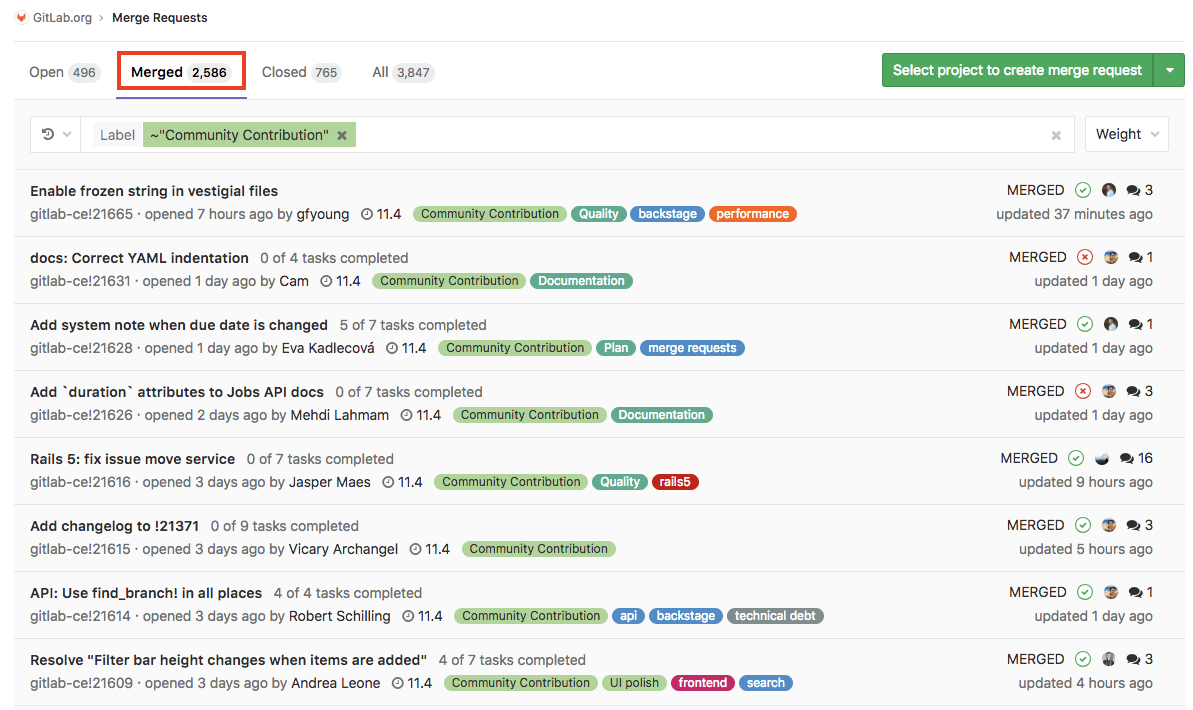 GitLab.org › Merge Requests
Open 496 Merged 2,586 Closed 765 All 3,847 Select project to create merge request
Label ~"Community Contribution" Weight
Enable frozen string in vestigial files MERGED 3
gitlab-ce!21665 · opened 7 hours ago by gfyoung 11.4 Community Contribution Quality backstage performance updated 37 minutes ago
docs: Correct YAML indentation 0 of 4 tasks completed MERGED 1
gitlab-ce!21631 · opened 1 day ago by Cam 11.4 Community Contribution Documentation updated 1 day ago
Add system note when due date is changed 5 of 7 tasks completed MERGED 1
gitlab-ce!21628 · opened 1 day ago by Eva Kadlecová 11.4 Community Contribution Plan merge requests updated 1 day ago
Add `duration` attributes to Jobs API docs 0 of 7 tasks completed MERGED 3
gitlab-ce!21626 · opened 2 days ago by Mehdi Lahmam 11.4 Community Contribution Documentation updated 1 day ago
Rails 5: fix issue move service 0 of 7 tasks completed MERGED 16
gitlab-ce!21616 · opened 3 days ago by Jasper Maes 11.4 Community Contribution Quality rails5 updated 9 hours ago
Add changelog to !21371 0 of 9 tasks completed MERGED 3
gitlab-ce!21615 · opened 3 days ago by Vicary Archangel 11.4 Community Contribution updated 5 hours ago
API: Use find_branch! in all places 4 of 4 tasks completed MERGED 1
gitlab-ce!21614 · opened 3 days ago by Robert Schilling 11.4 Community Contribution api backstage technical debt updated 1 day ago
Resolve "Filter bar height changes when items are added" 4 of 7 tasks completed MERGED 3
gitlab-ce!21609 · opened 3 days ago by Andrea Leone 11.4 Community Contribution UI polish frontend search updated 4 hours ago